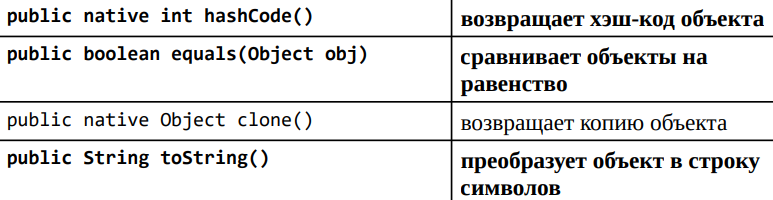 public native int hashCode() возвращает хэш-код объекта
public boolean equals(Object obj) сравнивает объекты на
равенство
public native Object clone() возвращает копию объекта
public String toString() преобразует объект в строку
символов